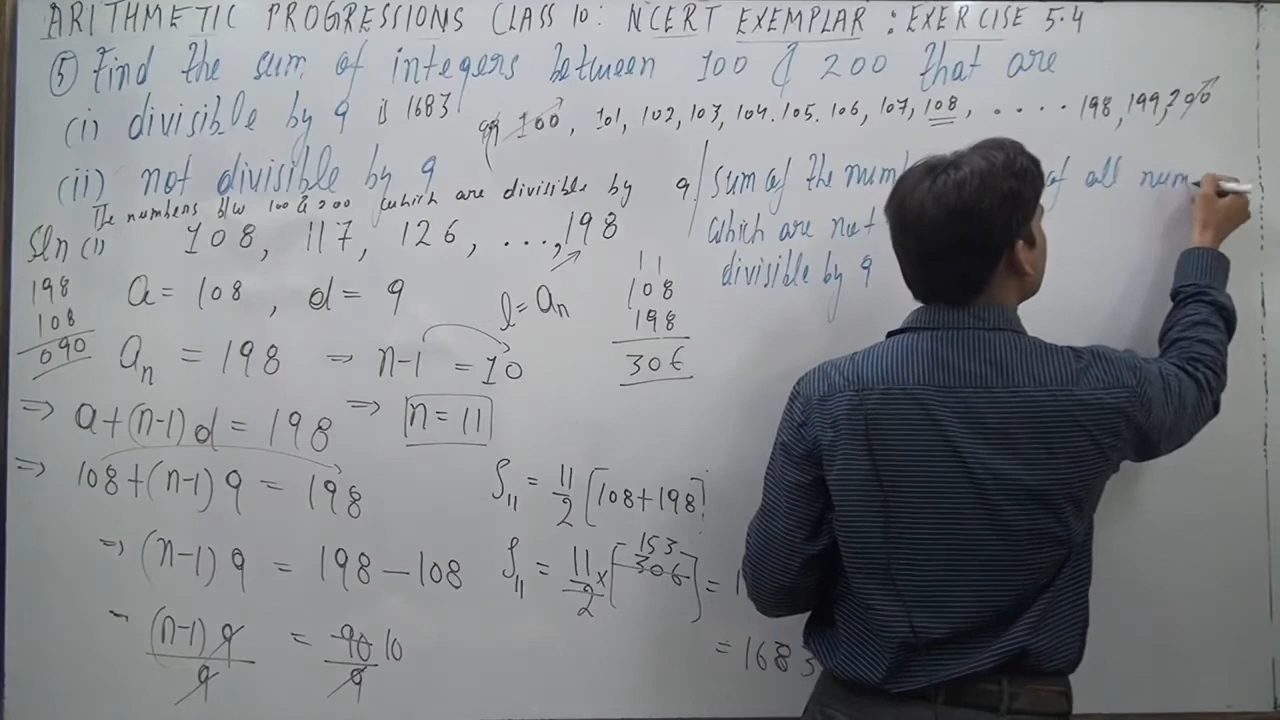 ARITHMETIC PROGRESSIONS CLASS 10: NCERT EXEMPLAR : EXERCISE 5.4
⑤ Find the sum of integers between 100 & 200 that are
(i) divisible by 9 is 1683
99 100, 101, 102, 103, 104. 105. 106, 107, 108, ..... 198, 199, 200
(ii) not divisible by 9
The numbers b/w 100 & 200 which are divisible by 9.
Sln (i) 108, 117, 126, ..., 198
198
108
090
a = 108, d = 9
l = an
an = 198 ⇒ n-1 = 10
⇒ a+(n-1)d = 198 ⇒ n = 11
⇒ 108+(n-1)9 = 198
⇒ (n-1)9 = 198 - 108
(n-1)9/9 = 90/9 10
11
108
198
306
S11 = 11/2 [108+198]
S11 = 11/2 × [306] 153 =
= 1683
Sum of the of all num
which are not
divisible by 9